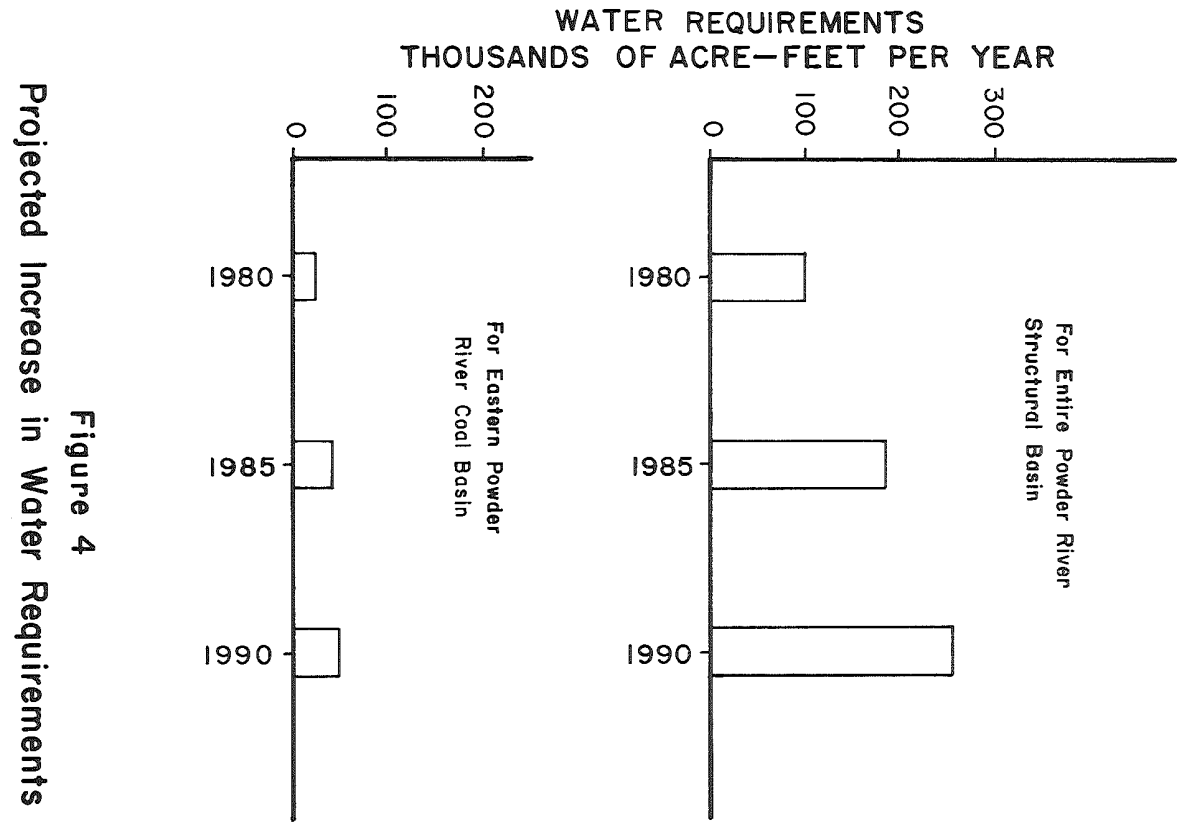 WATER REQUIREMENTS
THOUSANDS OF ACRE—FEET PER YEAR
0
100
200
300
1980
1985
1990
For Entire Powder River
Structural Basin
0
100
200
1980
1985
1990
For Eastern Powder
River Coal Basin
Figure 4
Projected Increase in Water Requirements